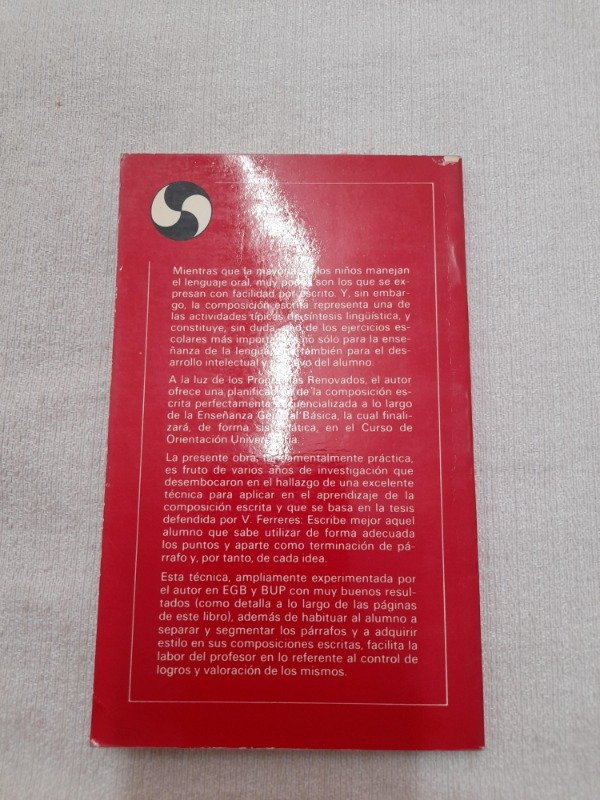 Mientras que la mayoría los niños manejan
el lenguaje oral, muy pocos son los que se ex-
presan con facilidad por escrito. Y, sin embar-
go, la composición escrita representa una de
las actividades típicas de síntesis lingüística, y
constituye, sin duda, uno de los ejercicios es-
colares más importantes no sólo para la ense-
ñanza de la lengua, también para el des-
arrollo intelectual del alumno.
A la luz de los Programas Renovados, el autor
ofrece una planificación de la composición es-
crita perfectamente secuencializada a lo largo
de la Enseñanza General Básica, la cual finali-
zará, de forma sistemática, en el Curso de
Orientación Universitaria.
La presente obra, fundamentalmente práctica,
es fruto de varios años de investigación que
desembocaron en el hallazgo de una excelente
técnica para aplicar en el aprendizaje de la
composición escrita y que se basa en la tesis
defendida por V. Ferreres: Escribe mejor aquel
alumno que sabe utilizar de forma adecuada
los puntos y aparte como terminación de pá-
rrafo y, por tanto, de cada idea.
Esta técnica, ampliamente experimentada por
el autor en EGB y BUP con muy buenos resul-
tados (como detalla a lo largo de las páginas
de este libro), además de habituar al alumno a
separar y segmentar los párrafos y a adquirir
estilo en sus composiciones escritas, facilita la
labor del profesor en lo referente al control de
logros y valoración de los mismos.